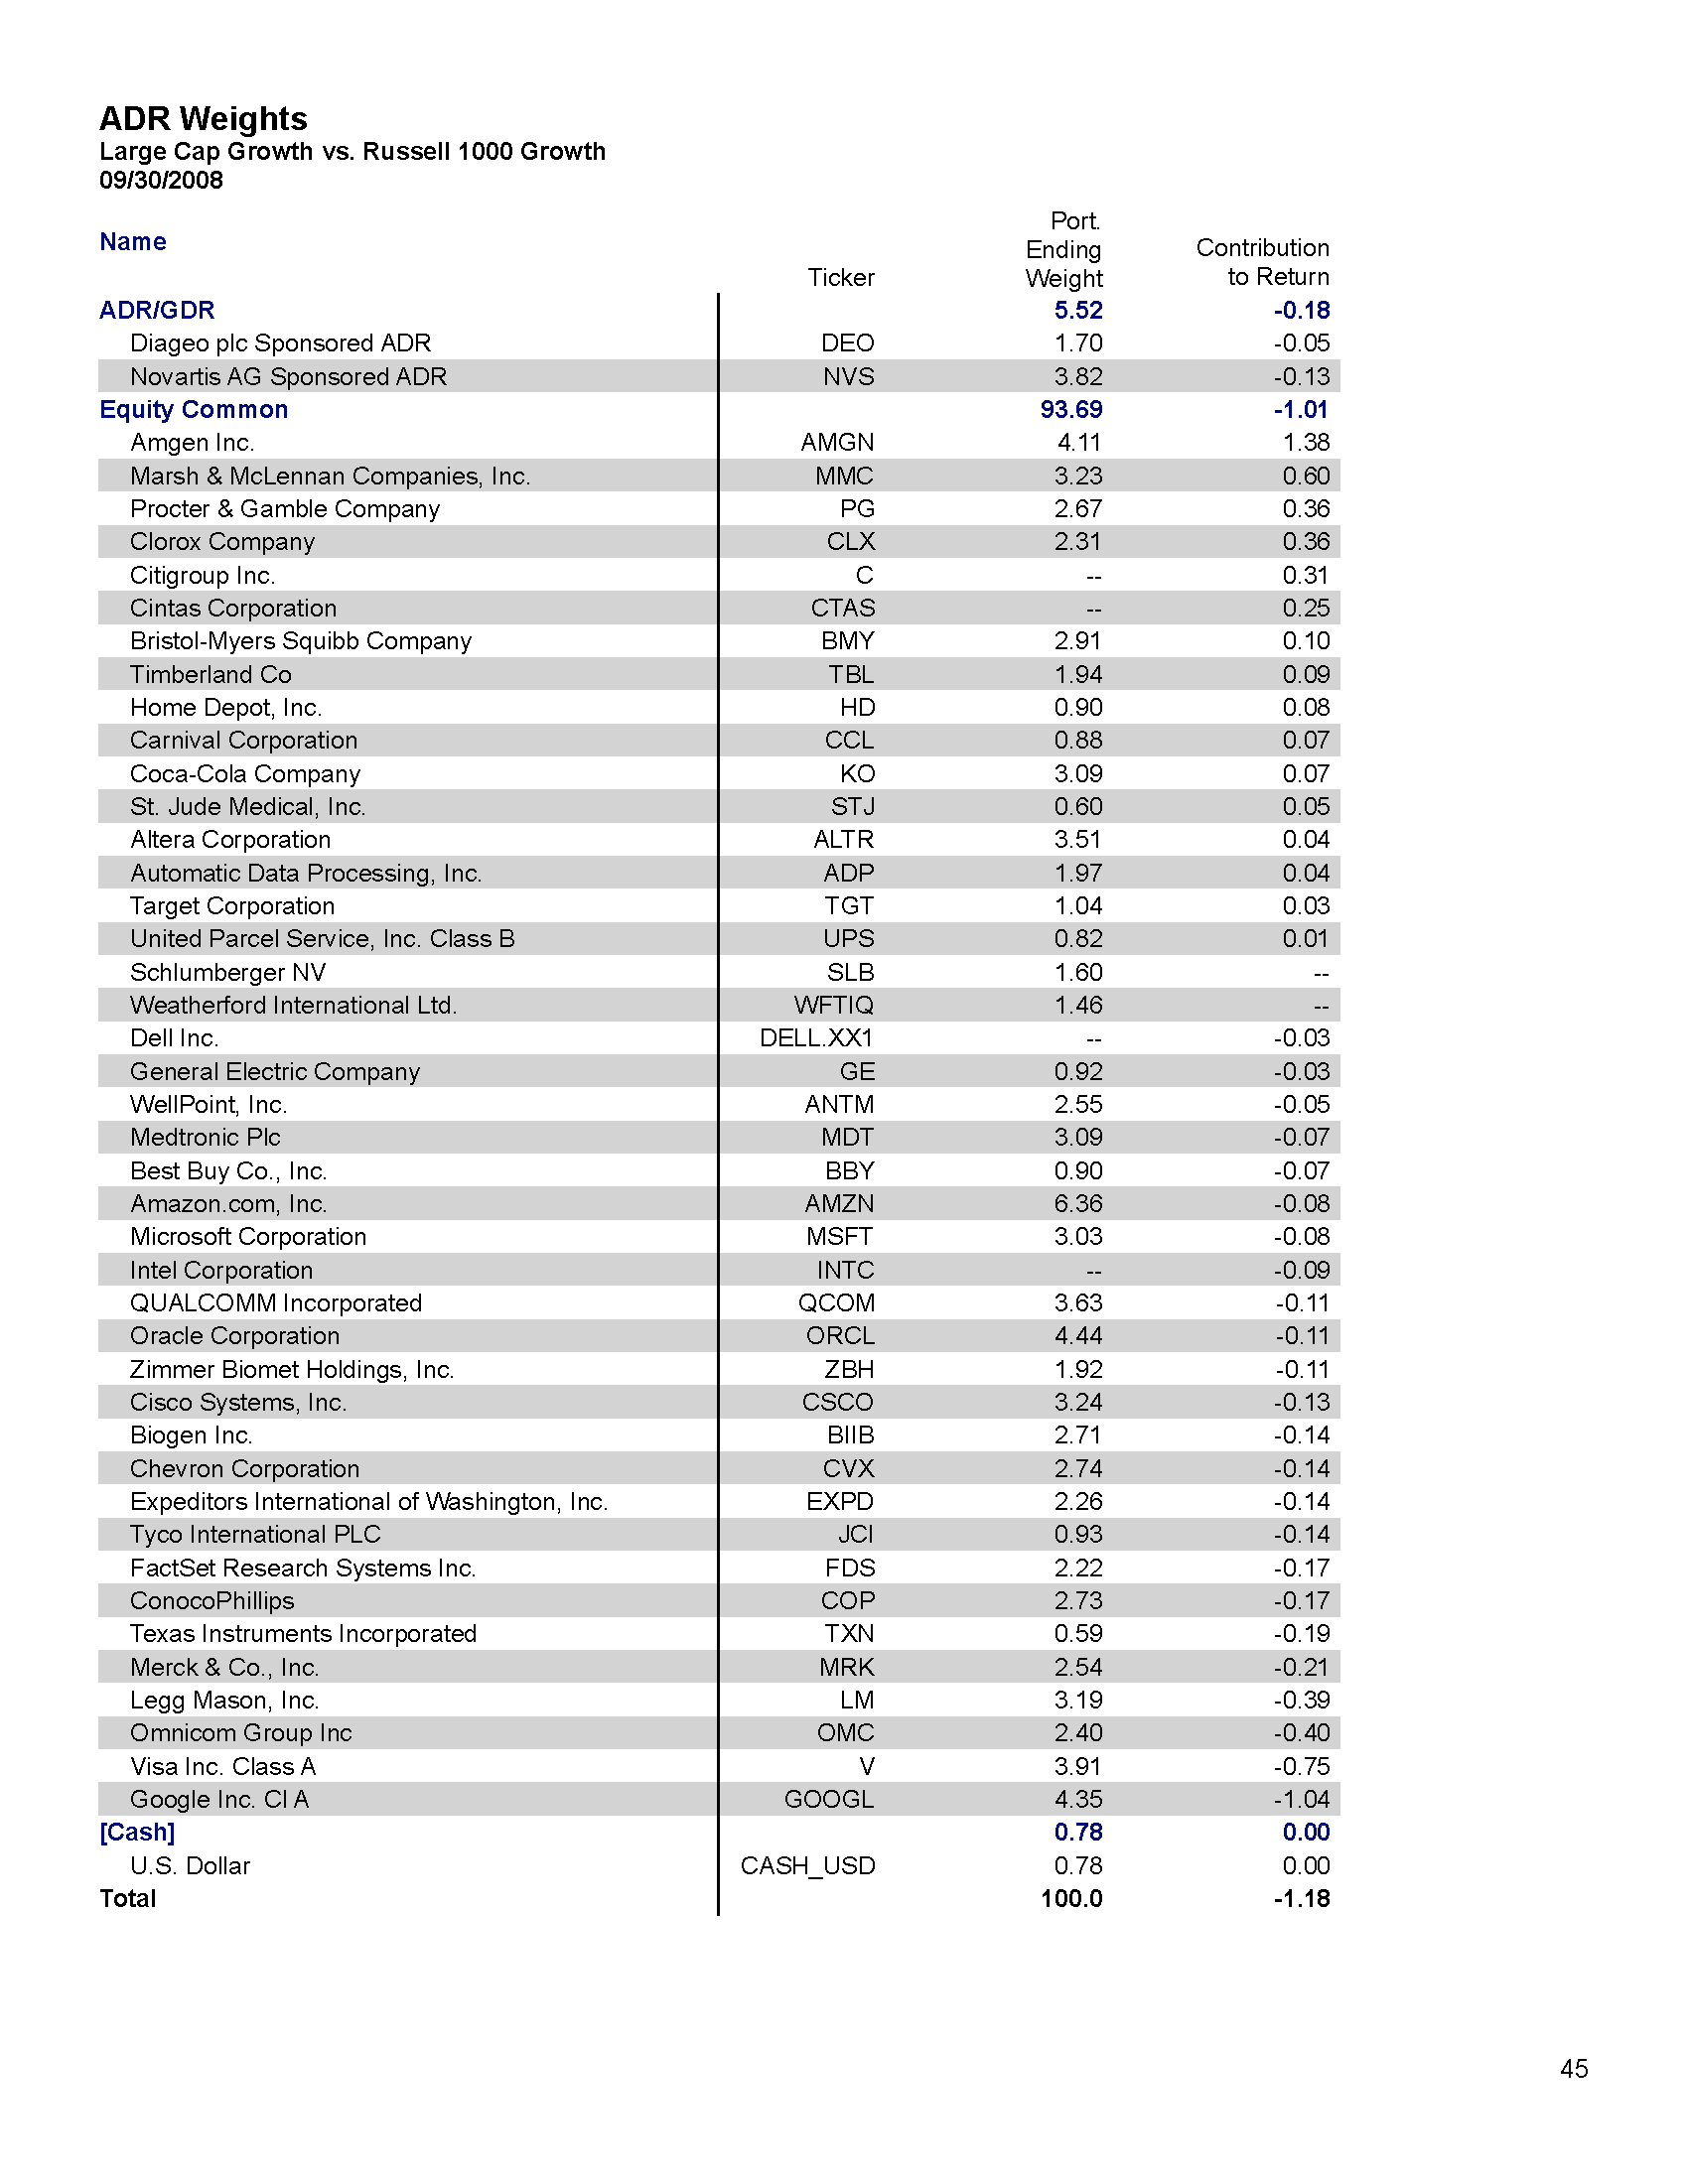 ADR Weights
Large Cap Growth vs. Russell 1000 Growth
09/30/2008
Name Ticker Port. Ending Weight Contribution to Return
ADR/GDR 5.52 -0.18
Diageo plc Sponsored ADR DEO 1.70 -0.05
Novartis AG Sponsored ADR NVS 3.82 -0.13
Equity Common 93.69 -1.01
Amgen Inc. AMGN 4.11 1.38
Marsh & McLennan Companies, Inc. MMC 3.23 0.60
Procter & Gamble Company PG 2.67 0.36
Clorox Company CLX 2.31 0.36
Citigroup Inc. C -- 0.31
Cintas Corporation CTAS -- 0.25
Bristol-Myers Squibb Company BMY 2.91 0.10
Timberland Co TBL 1.94 0.09
Home Depot, Inc. HD 0.90 0.08
Carnival Corporation CCL 0.88 0.07
Coca-Cola Company KO 3.09 0.07
St. Jude Medical, Inc. STJ 0.60 0.05
Altera Corporation ALTR 3.51 0.04
Automatic Data Processing, Inc. ADP 1.97 0.04
Target Corporation TGT 1.04 0.03
United Parcel Service, Inc. Class B UPS 0.82 0.01
Schlumberger NV SLB 1.60 --
Weatherford International Ltd. WFTIQ 1.46 --
Dell Inc. DELL.XX1 -- -0.03
General Electric Company GE 0.92 -0.03
WellPoint, Inc. ANTM 2.55 -0.05
Medtronic Plc MDT 3.09 -0.07
Best Buy Co., Inc. BBY 0.90 -0.07
Amazon.com, Inc. AMZN 6.36 -0.08
Microsoft Corporation MSFT 3.03 -0.08
Intel Corporation INTC -- -0.09
QUALCOMM Incorporated QCOM 3.63 -0.11
Oracle Corporation ORCL 4.44 -0.11
Zimmer Biomet Holdings, Inc. ZBH 1.92 -0.11
Cisco Systems, Inc. CSCO 3.24 -0.13
Biogen Inc. BIIB 2.71 -0.14
Chevron Corporation CVX 2.74 -0.14
Expeditors International of Washington, Inc. EXPD 2.26 -0.14
Tyco International PLC JCI 0.93 -0.14
FactSet Research Systems Inc. FDS 2.22 -0.17
ConocoPhillips COP 2.73 -0.17
Texas Instruments Incorporated TXN 0.59 -0.19
Merck & Co., Inc. MRK 2.54 -0.21
Legg Mason, Inc. LM 3.19 -0.39
Omnicom Group Inc OMC 2.40 -0.40
Visa Inc. Class A V 3.91 -0.75
Google Inc. Cl A GOOGL 4.35 -1.04
[Cash] 0.78 0.00
U.S. Dollar CASH_USD 0.78 0.00
Total 100.0 -1.18
45